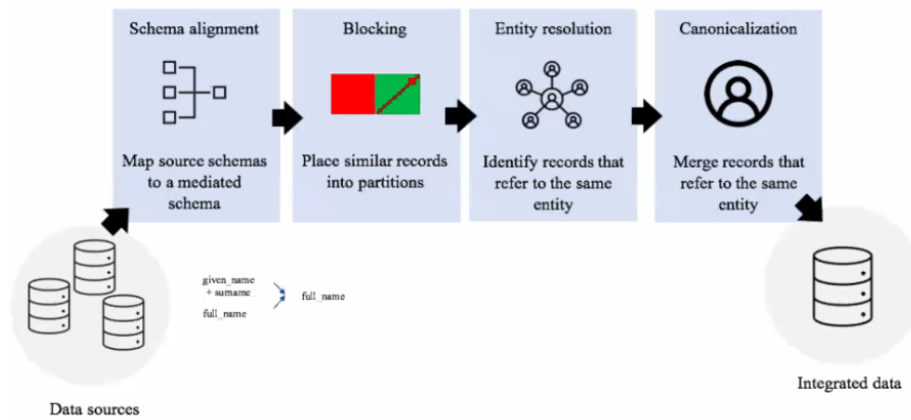 Schema alignment
Map source schemas
to a mediated
schema
Blocking
Place similar records
into partitions
Entity resolution
Identify records that
refer to the same
entity
Canonicalization
Merge records that
refer to the same
entity
given_name
+ surname
full_name
full_name
Data sources
Integrated data